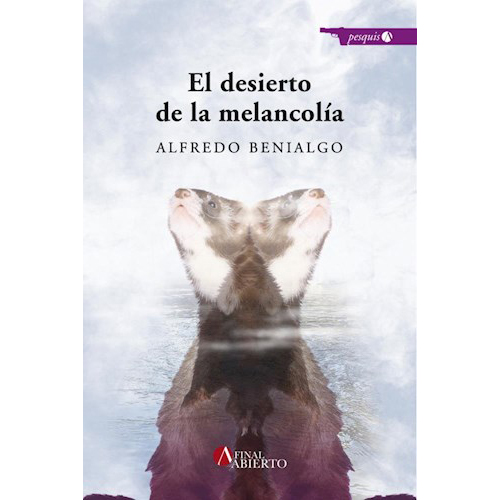 pesquisA
El desierto
de la melancolía
ALFREDO BENIALGO
FINAL
ABIERTO